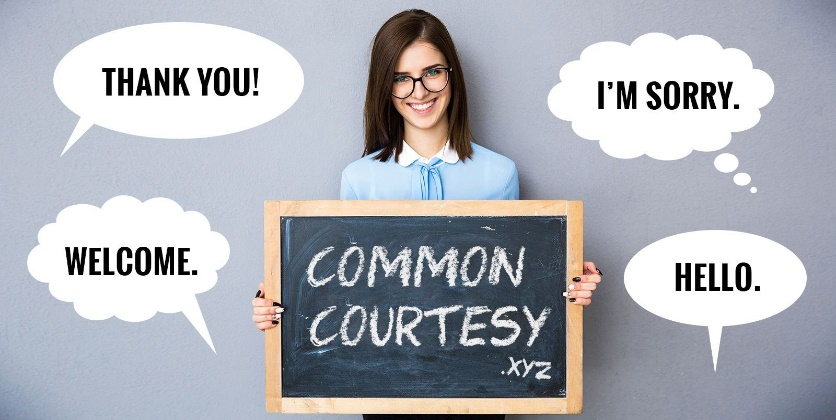 THANK YOU!
I'M SORRY.
WELCOME.
HELLO.
COMMON
COURTESY
.XYZ